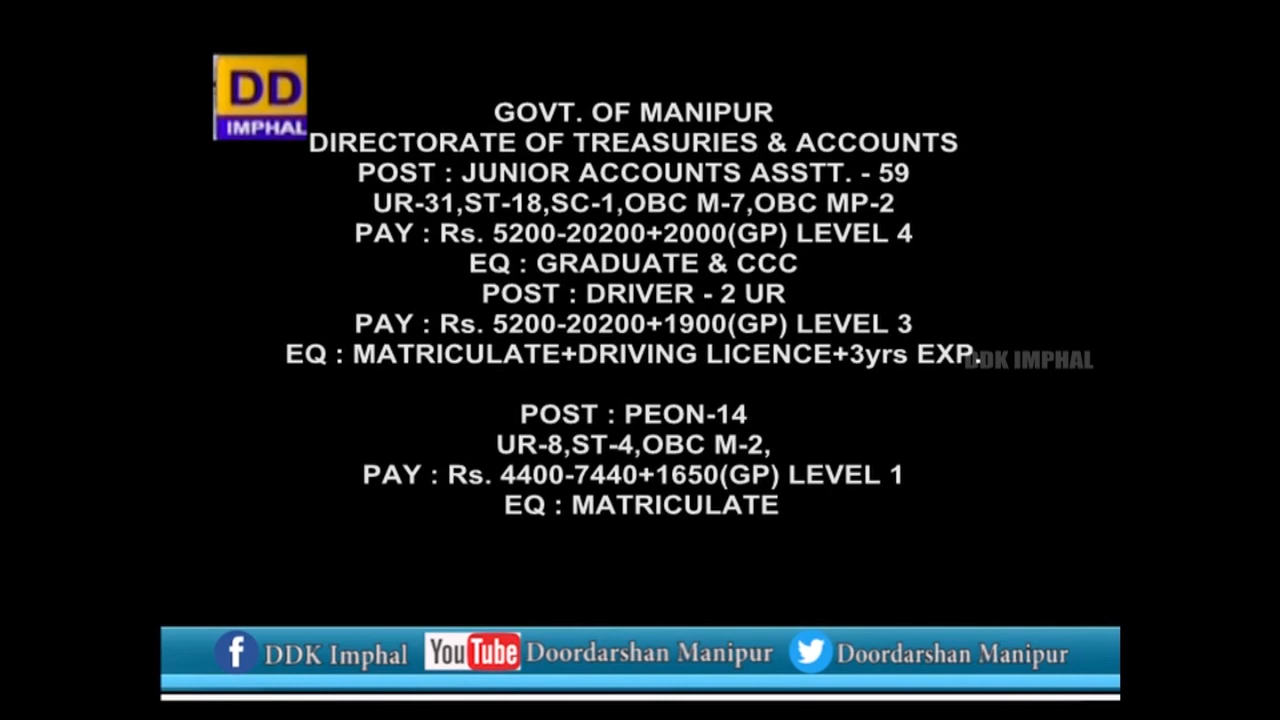 DD
IMPHAL
GOVT. OF MANIPUR
DIRECTORATE OF TREASURIES & ACCOUNTS
POST : JUNIOR ACCOUNTS ASSTT. - 59
UR-31,ST-18,SC-1,OBC M-7,OBC MP-2
PAY : Rs. 5200-20200+2000(GP) LEVEL 4
EQ : GRADUATE & CCC
POST : DRIVER - 2 UR
PAY : Rs. 5200-20200+1900(GP) LEVEL 3
EQ : MATRICULATE+DRIVING LICENCE+3yrs EXP.
DDK IMPHAL
POST : PEON-14
UR-8,ST-4,OBC M-2,
PAY : Rs. 4400-7440+1650(GP) LEVEL 1
EQ : MATRICULATE
f DDK Imphal YouTube Doordarshan Manipur Doordarshan Manipur